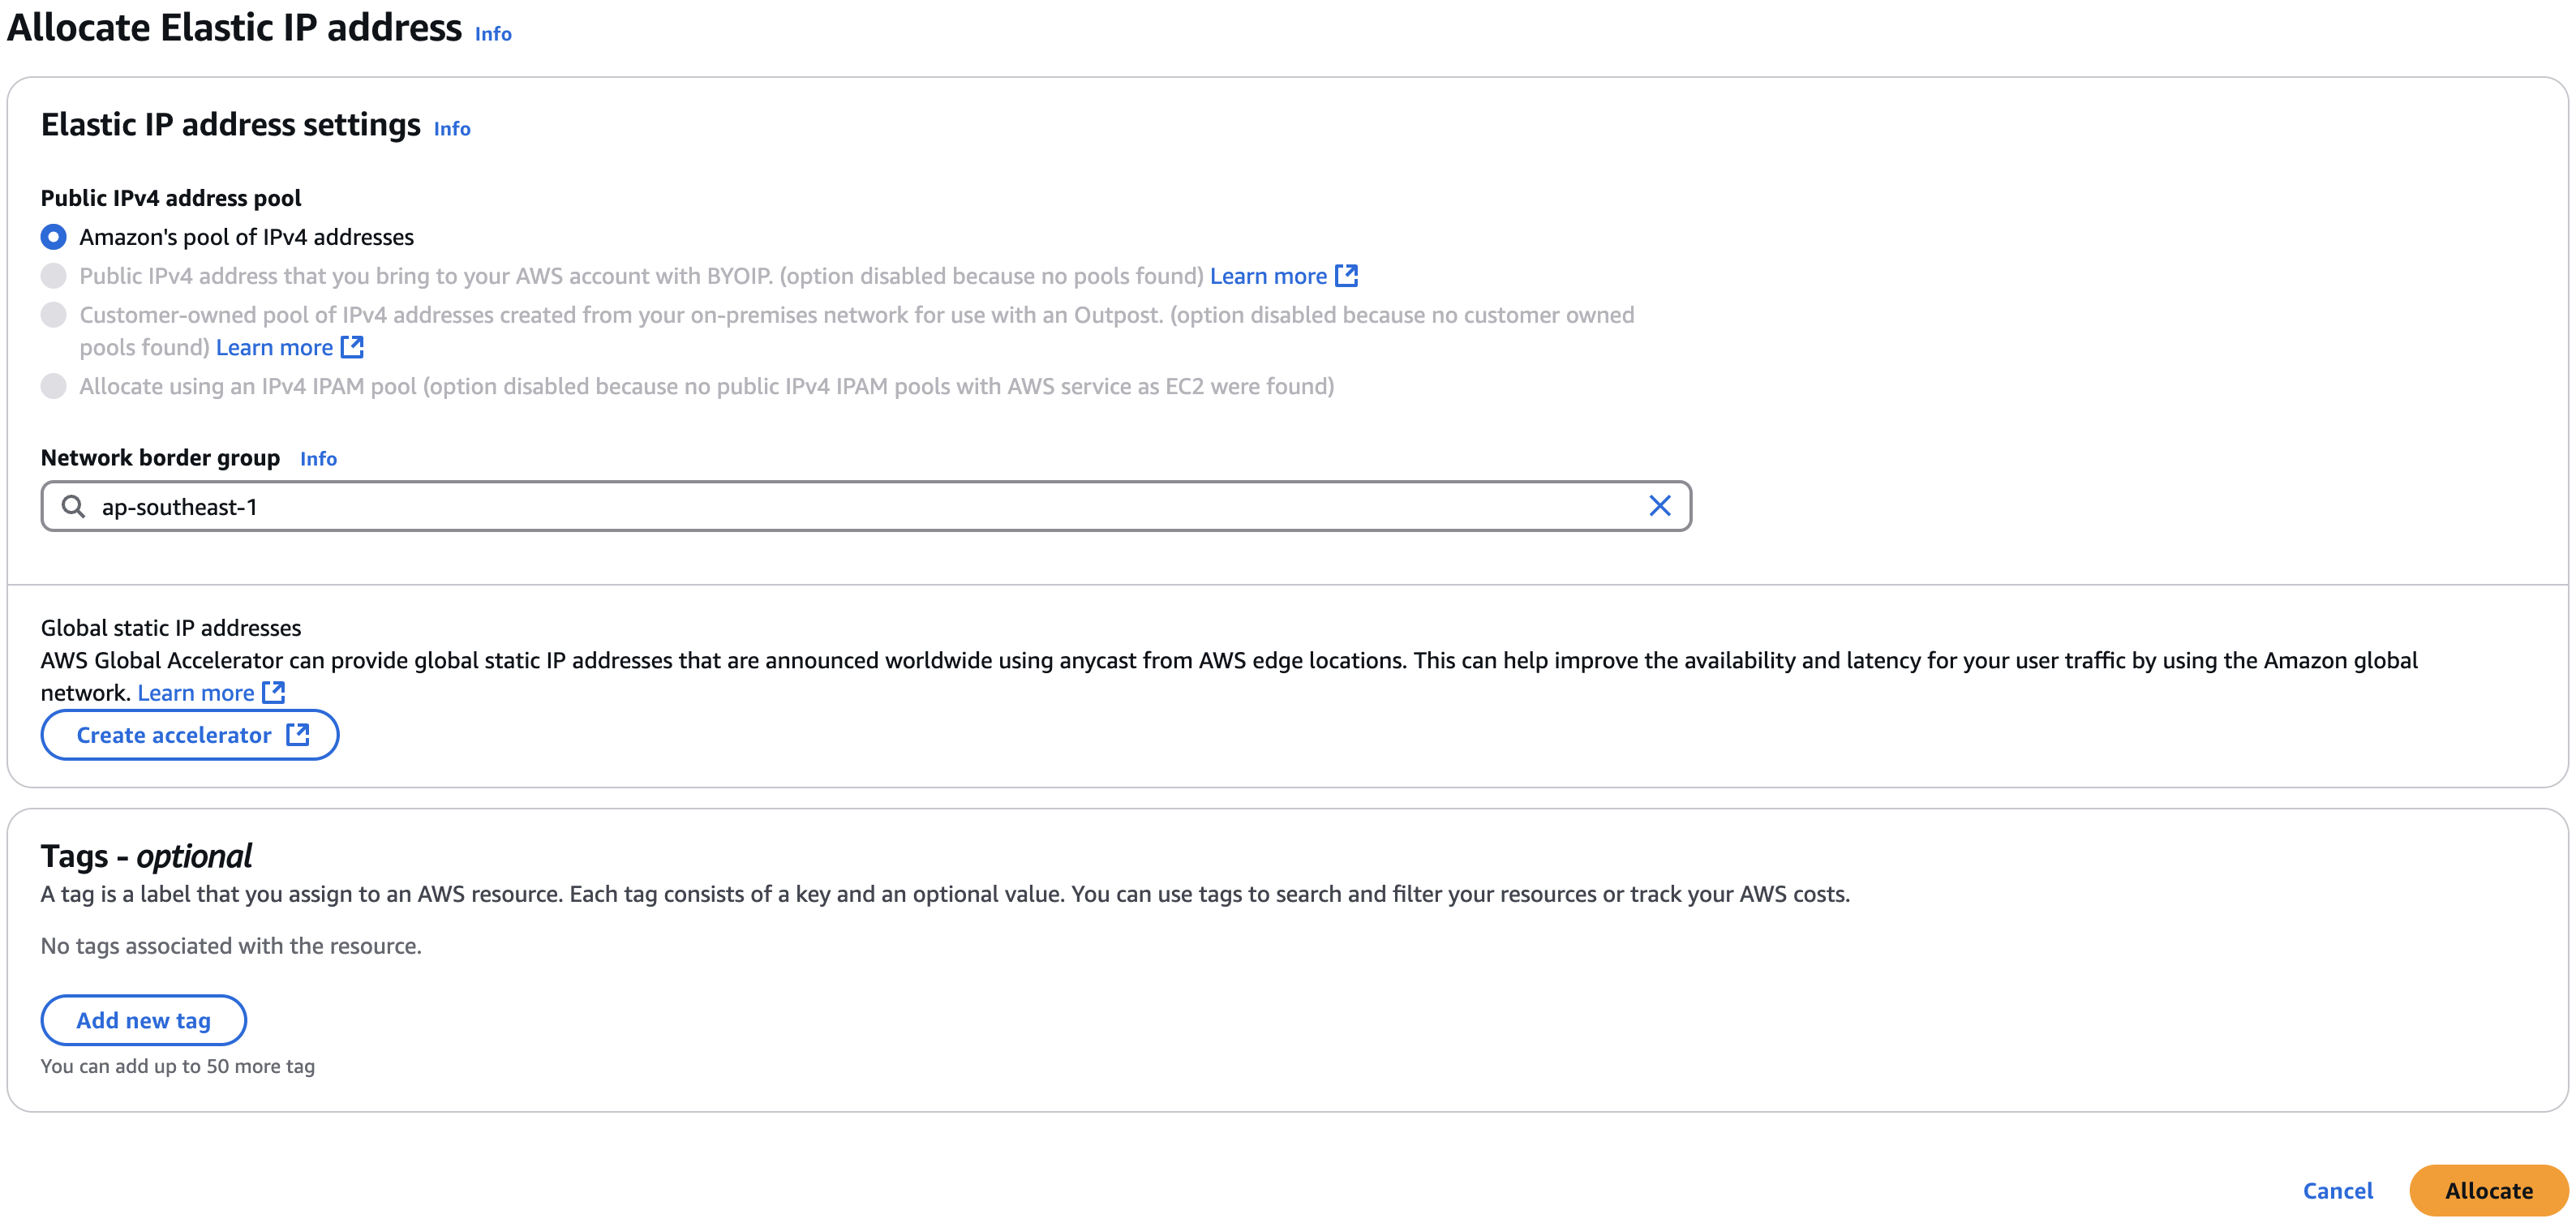 Allocate Elastic IP address Info
Elastic IP address settings Info
Public IPv4 address pool
Amazon's pool of IPv4 addresses
Public IPv4 address that you bring to your AWS account with BYOIP. (option disabled because no pools found) Learn more
Customer-owned pool of IPv4 addresses created from your on-premises network for use with an Outpost. (option disabled because no customer owned
pools found) Learn more
Allocate using an IPv4 IPAM pool (option disabled because no public IPv4 IPAM pools with AWS service as EC2 were found)
Network border group Info
ap-southeast-1
Global static IP addresses
AWS Global Accelerator can provide global static IP addresses that are announced worldwide using anycast from AWS edge locations. This can help improve the availability and latency for your user traffic by using the Amazon global
network. Learn more
Create accelerator
Tags - optional
A tag is a label that you assign to an AWS resource. Each tag consists of a key and an optional value. You can use tags to search and filter your resources or track your AWS costs.
No tags associated with the resource.
Add new tag
You can add up to 50 more tag
Cancel Allocate